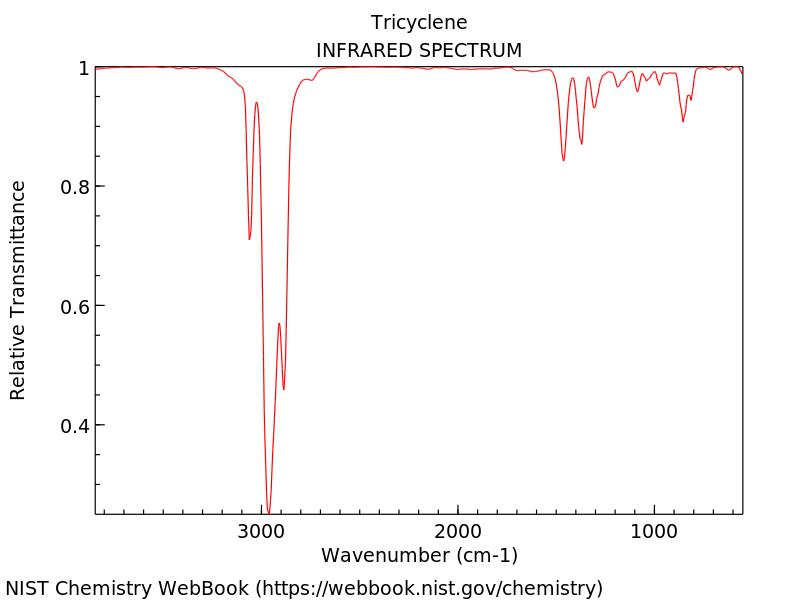 Tricyclene
INFRARED SPECTRUM
1
0.8
0.6
0.4
Relative Transmittance
3000
2000
1000
Wavenumber (cm-1)
NIST Chemistry WebBook (https://webbook.nist.gov/chemistry)